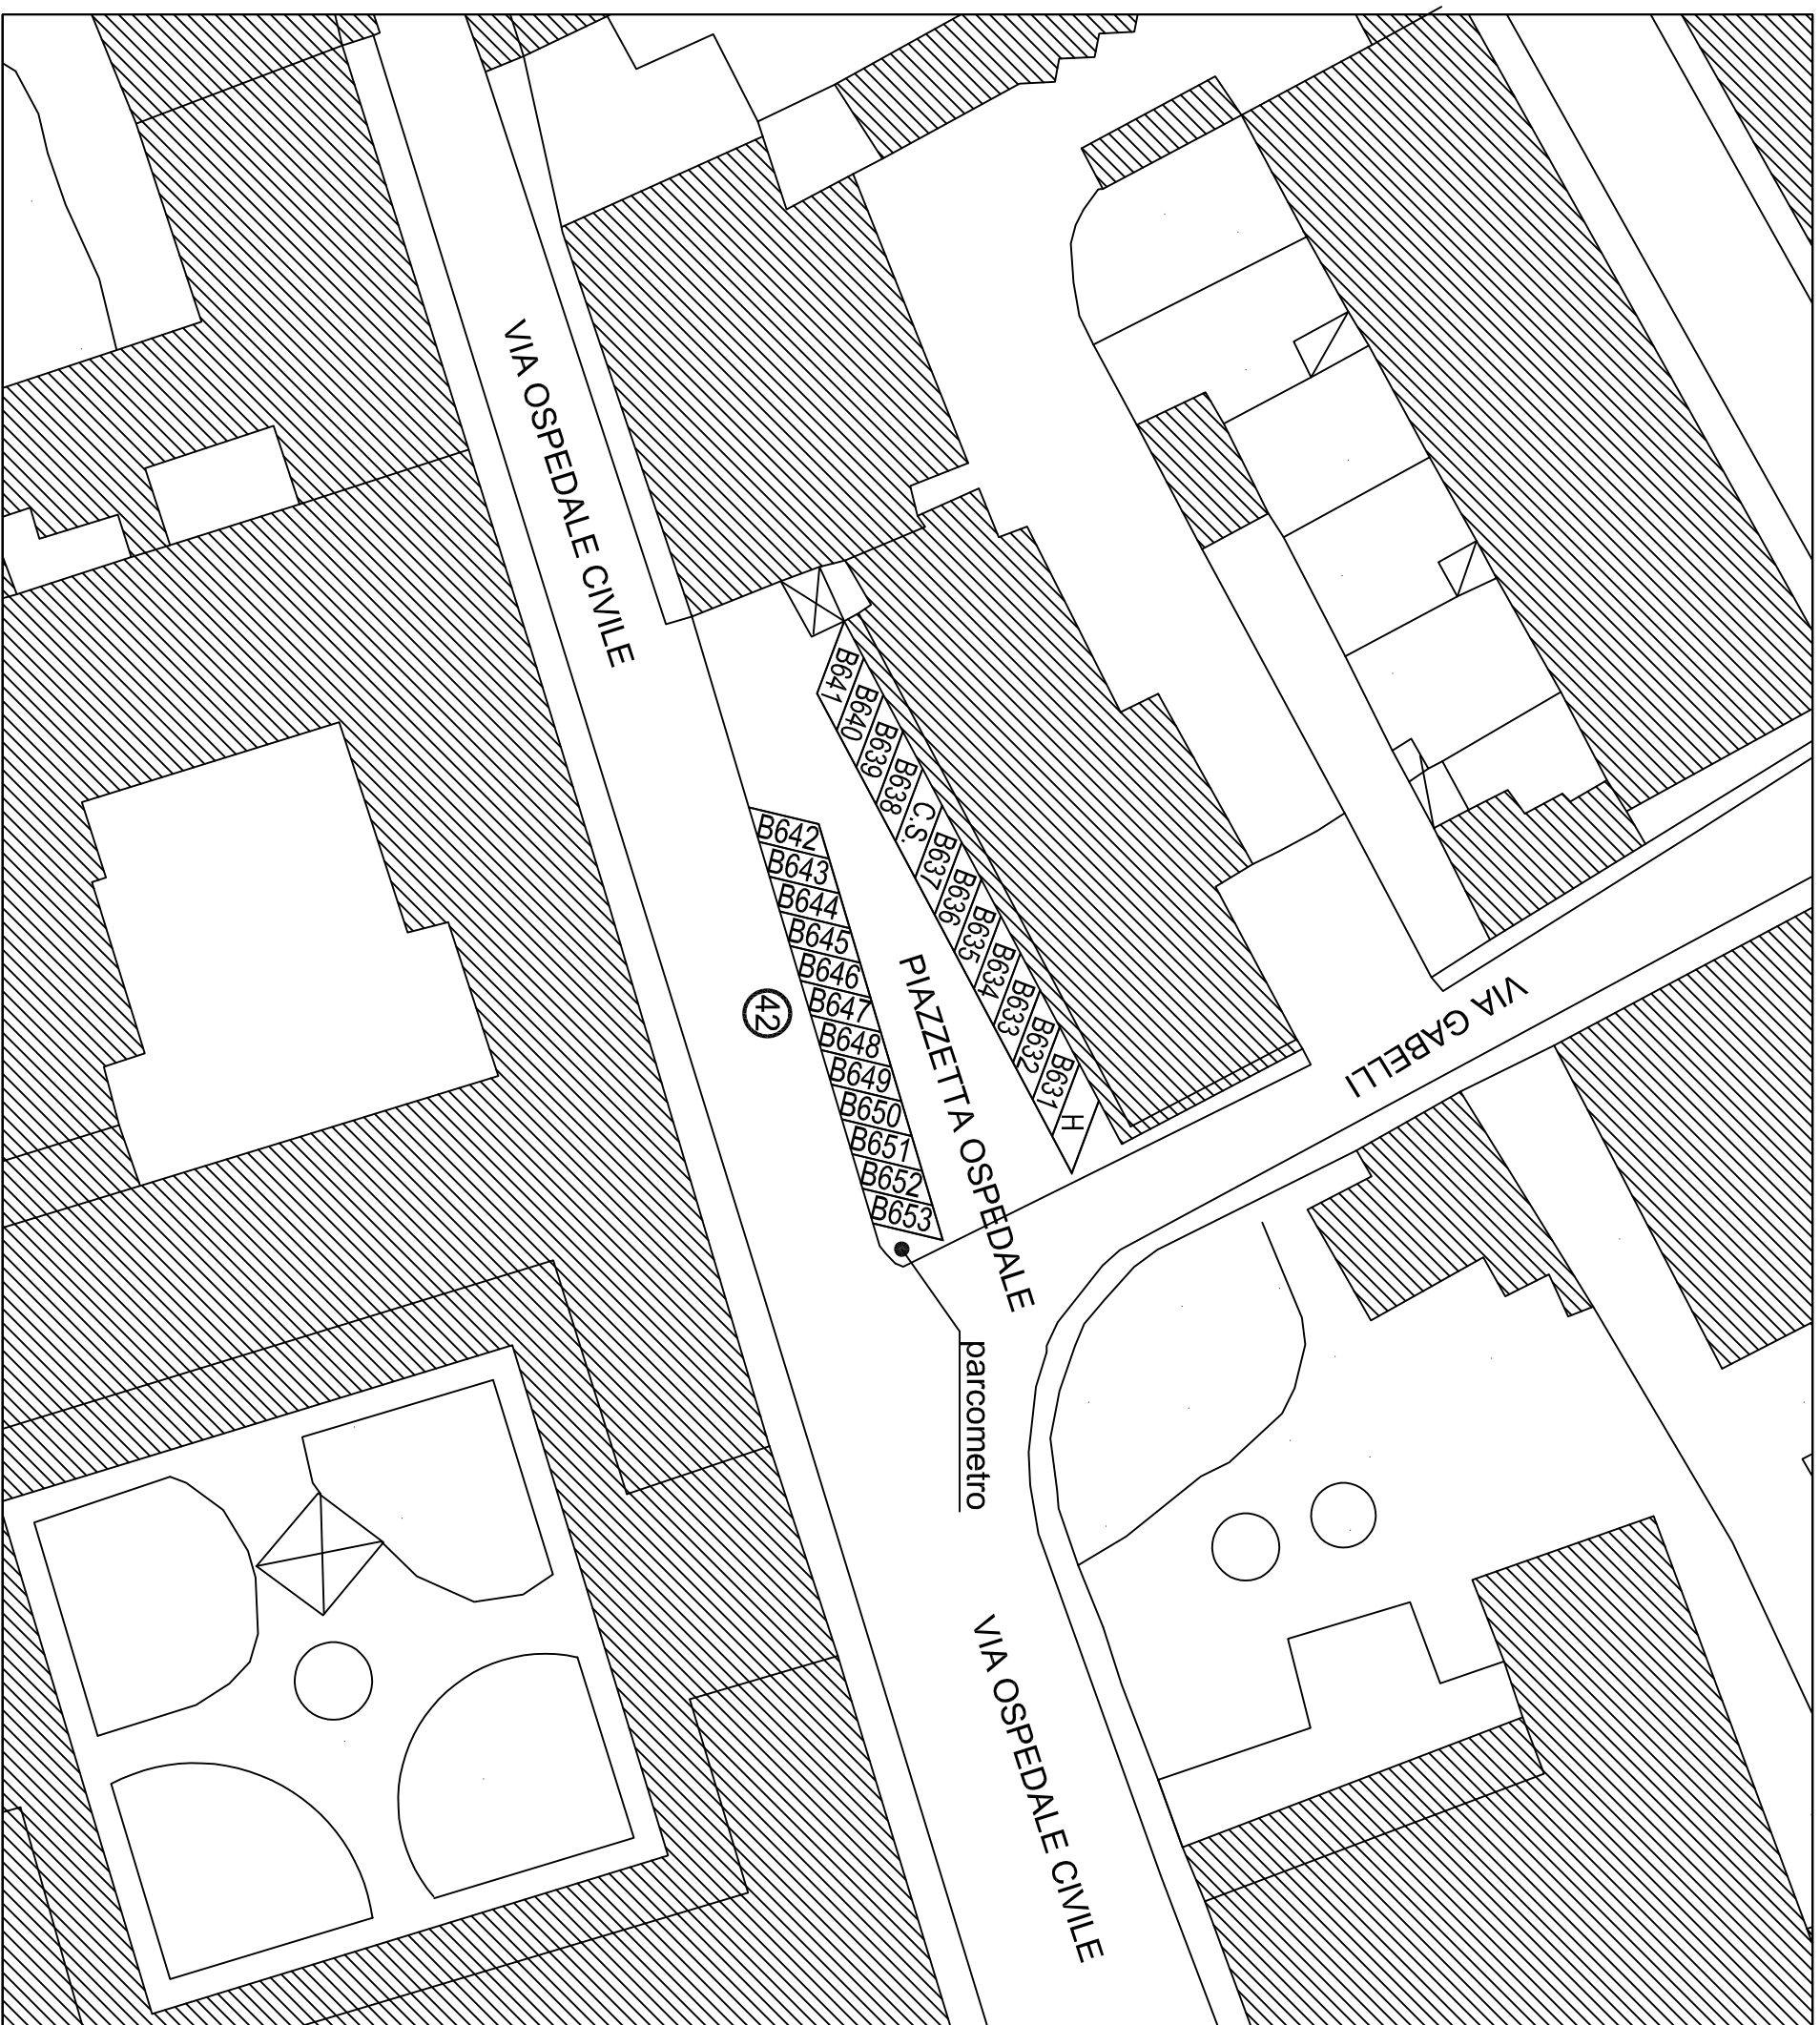 VIA OSPEDALE CIVILE
B641
B640
B639
B638
C.S.
B637
B636
B635
B634
B633
B632
B631
H
B642
B643
B644
B645
B646
B647
B648
B649
B650
B651
B652
B653
42
PIAZZETTA OSPEDALE
VIA GABELLI
parcometro
VIA OSPEDALE CIVILE